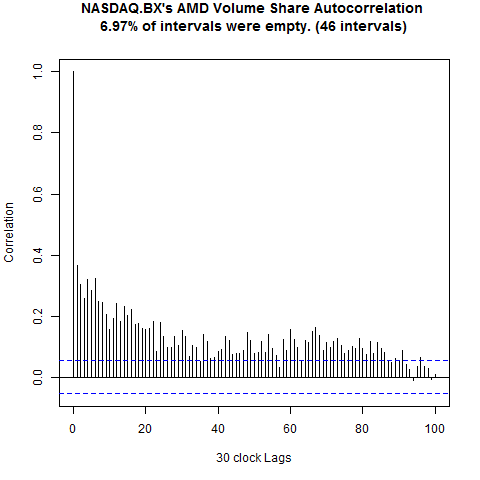 NASDAQ.BX's AMD Volume Share Autocorrelation
6.97% of intervals were empty. (46 intervals)
Correlation
1.0
0.8
0.6
0.4
0.2
0.0
0 20 40 60 80 100
30 clock Lags